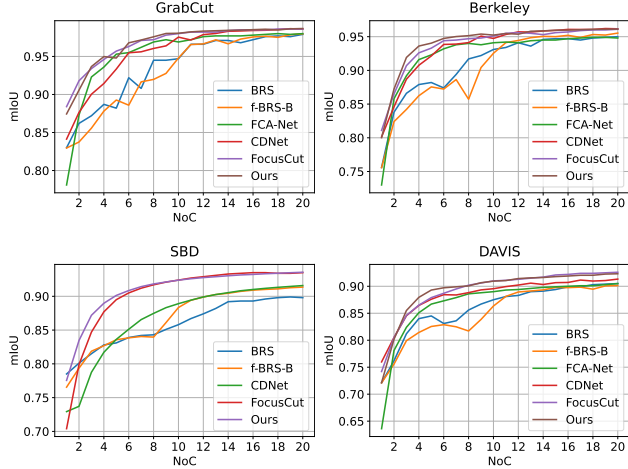 GrabCut
mIoU
0.95
0.90
0.85
0.80
2 4 6 8 10 12 14 16 18 20
NoC
BRS
f-BRS-B
FCA-Net
CDNet
FocusCut
Ours
Berkeley
mIoU
0.95
0.90
0.85
0.80
0.75
2 4 6 8 10 12 14 16 18 20
NoC
BRS
f-BRS-B
FCA-Net
CDNet
FocusCut
Ours
SBD
mIoU
0.90
0.85
0.80
0.75
0.70
2 4 6 8 10 12 14 16 18 20
NoC
BRS
f-BRS-B
CDNet
FocusCut
Ours
DAVIS
mIoU
0.90
0.85
0.80
0.75
0.70
0.65
2 4 6 8 10 12 14 16 18 20
NoC
BRS
f-BRS-B
FCA-Net
CDNet
FocusCut
Ours